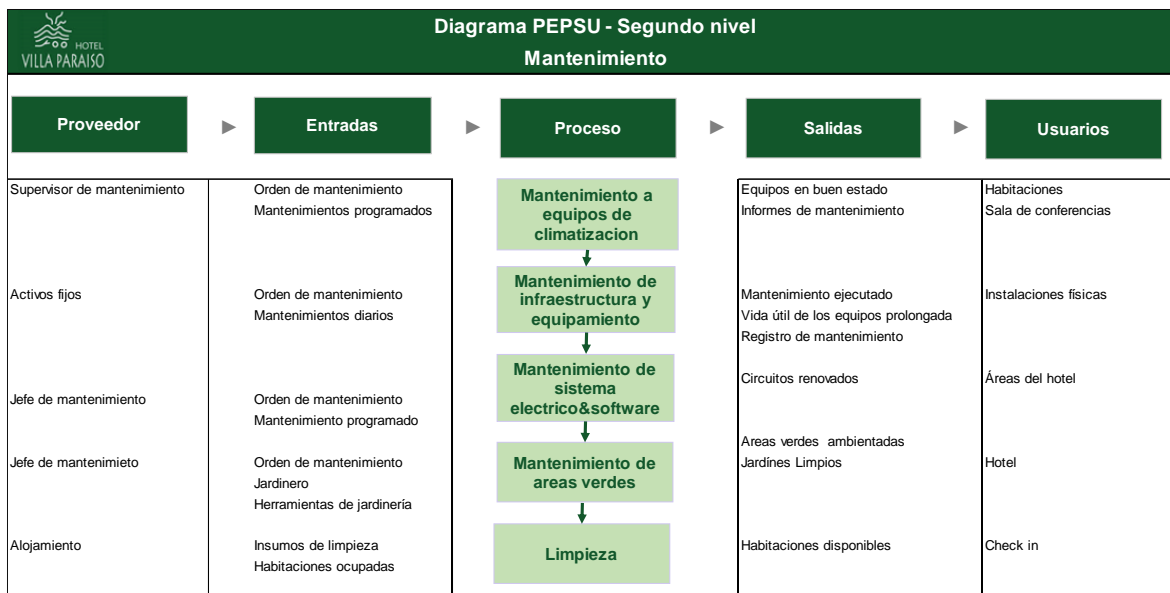 Diagrama PEPSU - Segundo nivel
Mantenimiento
HOTEL
VILLA PARAISO
Proveedor
Entradas
Proceso
Salidas
Usuarios
Supervisor de mantenimiento
Orden de mantenimiento
Mantenimientos programados
Mantenimiento a
equipos de
climatizacion
Equipos en buen estado
Informes de mantenimiento
Habitaciones
Sala de conferencias
Activos fijos
Orden de mantenimiento
Mantenimientos diarios
Mantenimiento de
infraestructura y
equipamiento
Mantenimiento ejecutado
Vida útil de los equipos prolongada
Registro de mantenimiento
Instalaciones físicas
Jefe de mantenimiento
Orden de mantenimiento
Mantenimiento programado
Mantenimiento de
sistema
electrico&software
Circuitos renovados
Áreas del hotel
Jefe de mantenimieto
Orden de mantenimiento
Jardinero
Herramientas de jardinería
Mantenimiento de
areas verdes
Areas verdes ambientadas
Jardínes Limpios
Hotel
Alojamiento
Insumos de limpieza
Habitaciones ocupadas
Limpieza
Habitaciones disponibles
Check in